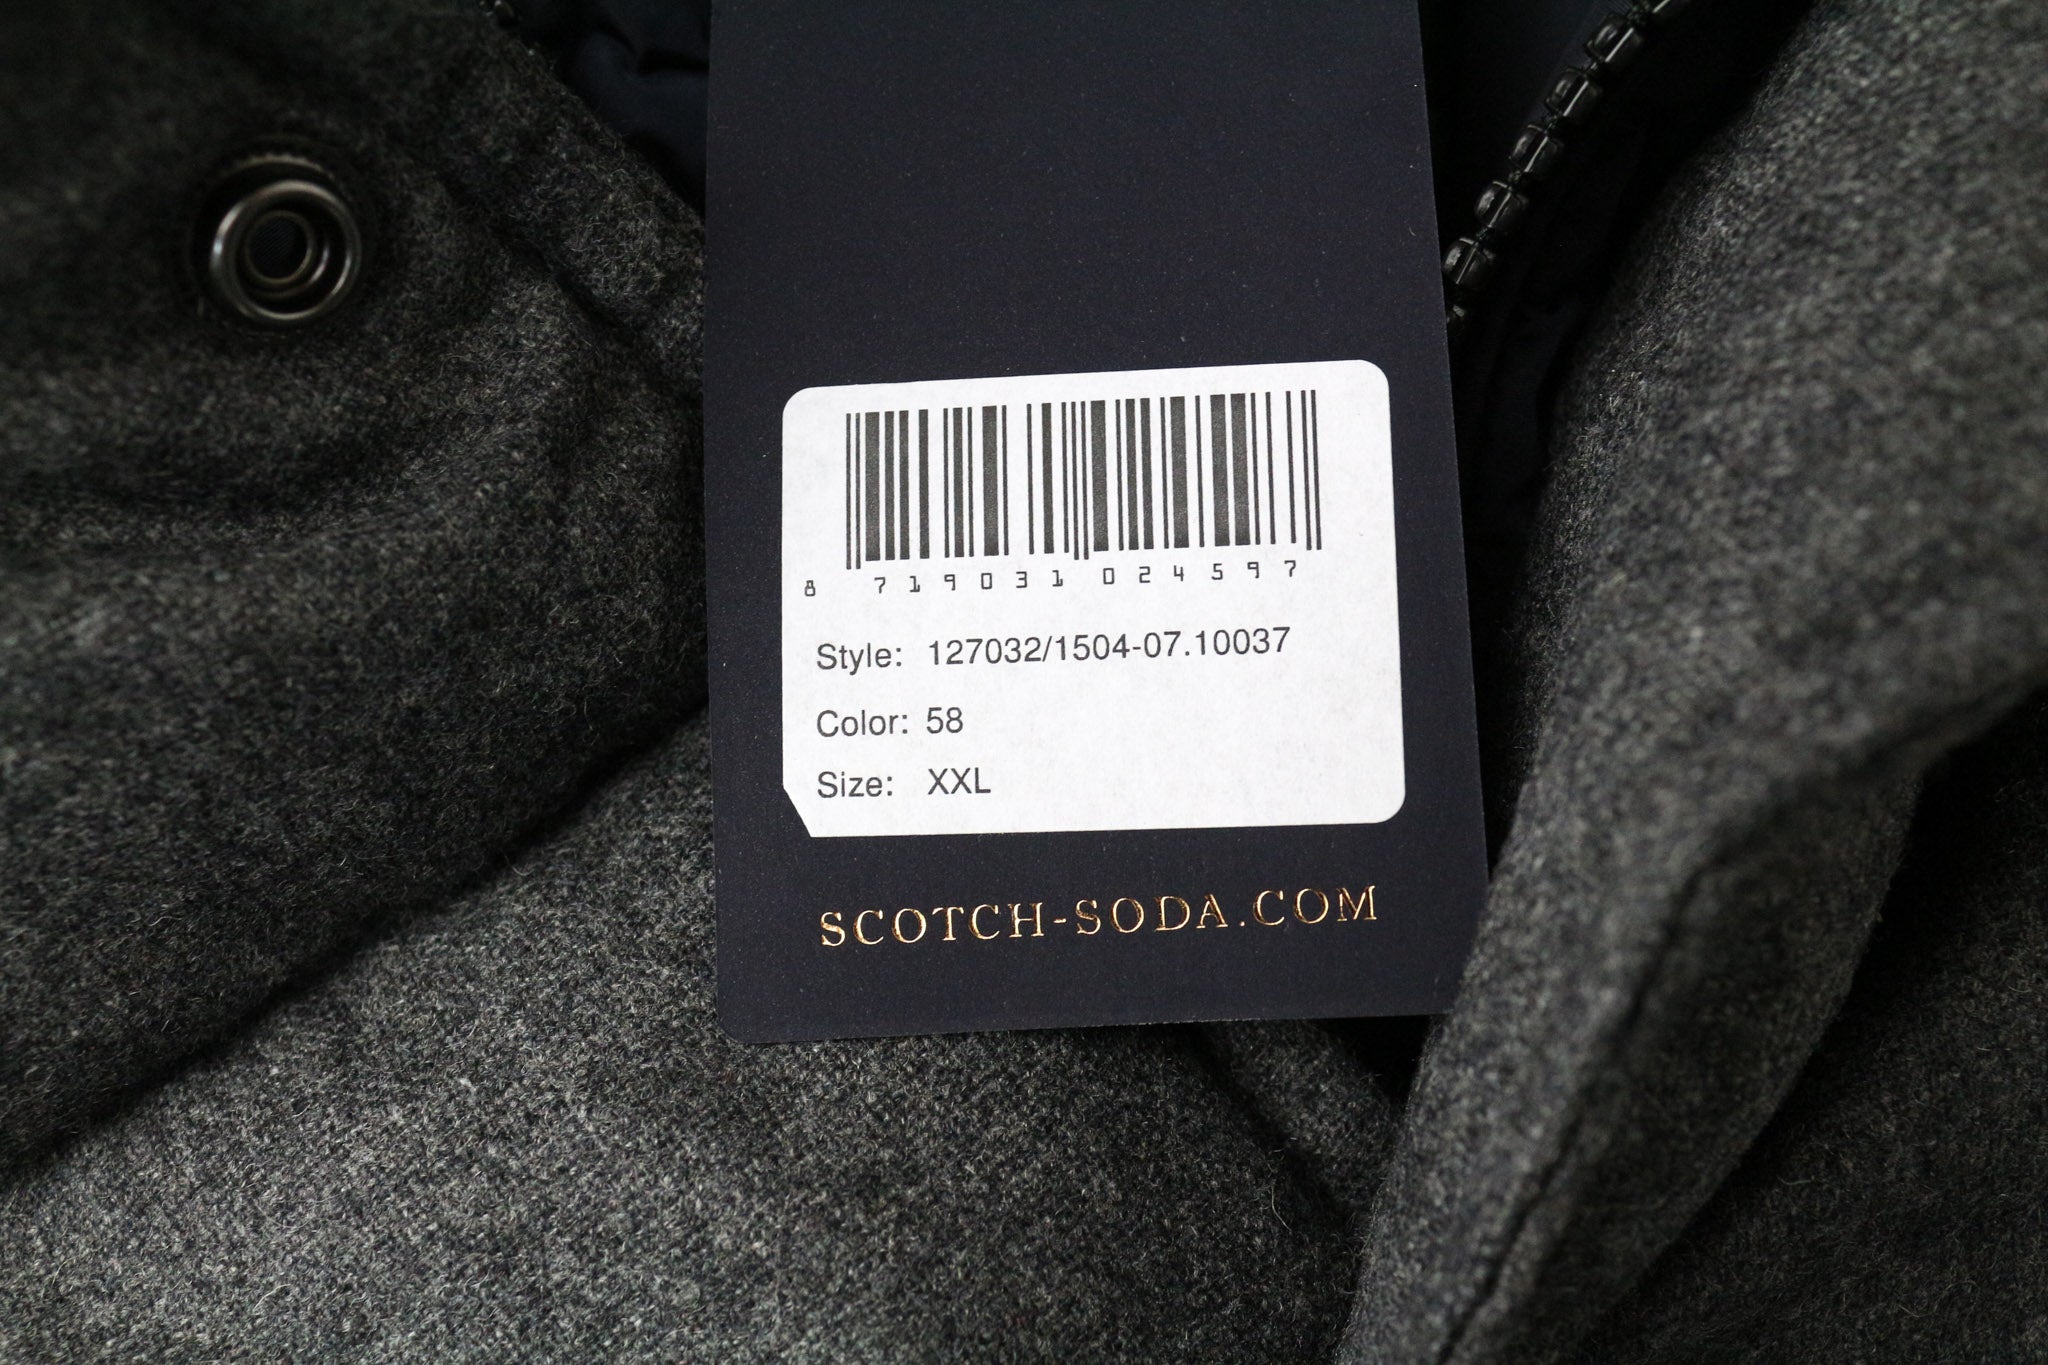 8 719031 024597
Style: 127032/1504-07.10037
Color: 58
Size: XXL
SCOTCH-SODA.COM